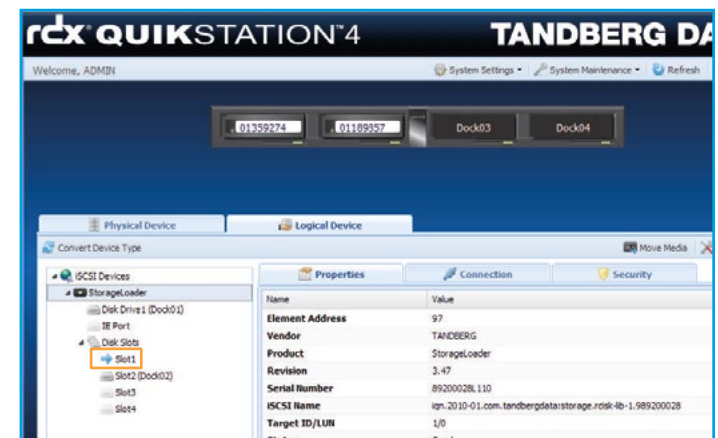 rdx® QUIKSTATION™4 TANDBERG DA
Welcome, ADMIN System Settings System Maintenance Refresh
01359274 01189857 Dock03 Dock04
Physical Device Logical Device
Convert Device Type Move Media
iSCSI Devices Properties Connection Security
StorageLoader Name Value
Disk Drive1 (Dock01) Element Address 97
IE Port Vendor TANDBERG
Disk Slots Product StorageLoader
Slot1 Revision 3.47
Slot2 (Dock02) Serial Number 89200028L110
Slot3 iSCSI Name iqn.2010-01.com.tandbergdata:storage.rdisk-lib-1.989200028
Slot4 Target ID/LUN 1/0